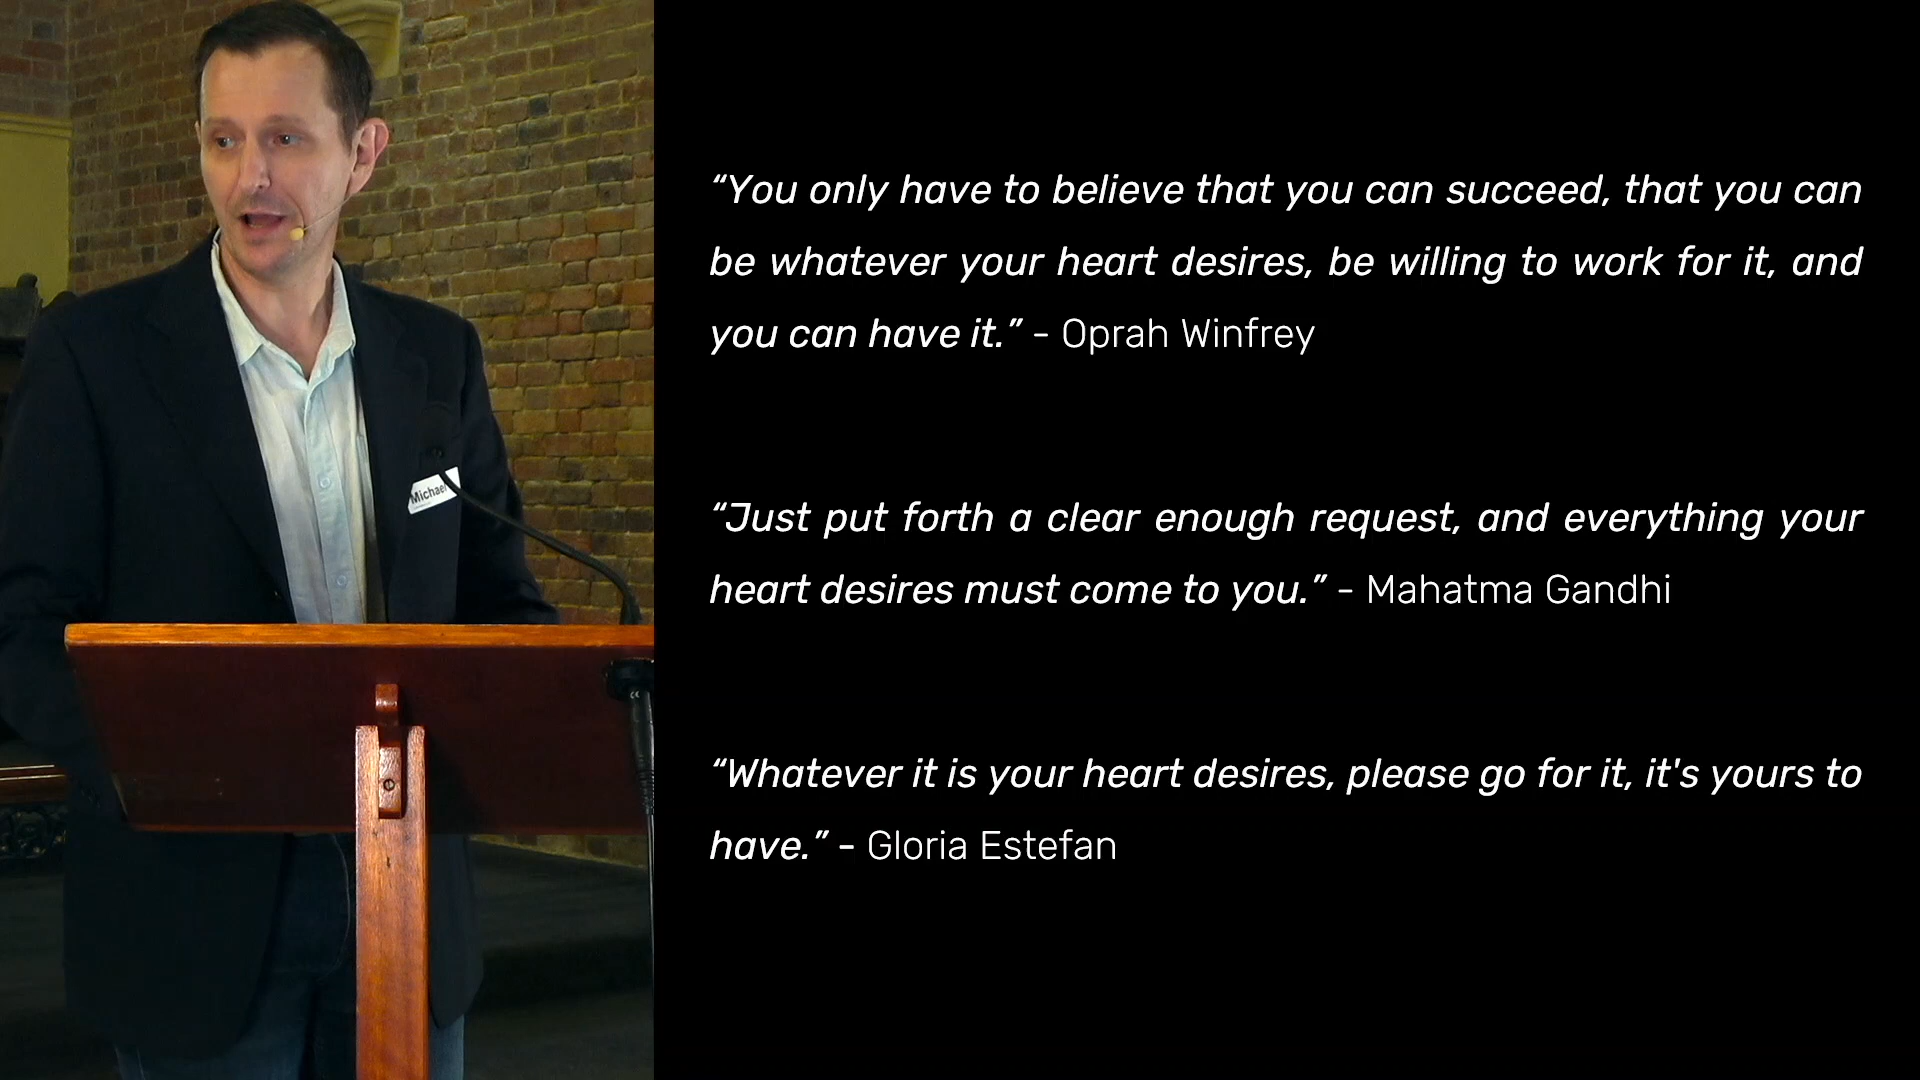 Michael
“You only have to believe that you can succeed, that you can
be whatever your heart desires, be willing to work for it, and
you can have it.” - Oprah Winfrey
“Just put forth a clear enough request, and everything your
heart desires must come to you.” - Mahatma Gandhi
“Whatever it is your heart desires, please go for it, it's yours to
have.” - Gloria Estefan